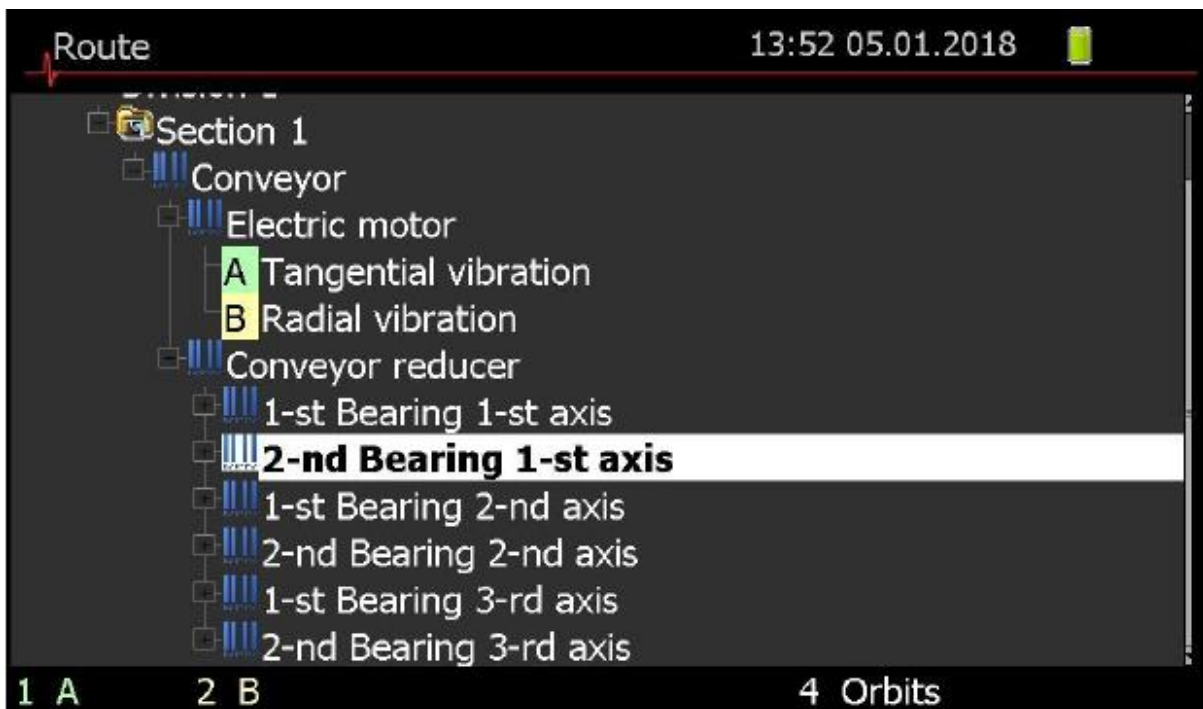 Route 13:52 05.01.2018
Section 1
Conveyor
Electric motor
A Tangential vibration
B Radial vibration
Conveyor reducer
1-st Bearing 1-st axis
2-nd Bearing 1-st axis
1-st Bearing 2-nd axis
2-nd Bearing 2-nd axis
1-st Bearing 3-rd axis
2-nd Bearing 3-rd axis
1 A 2 B 4 Orbits